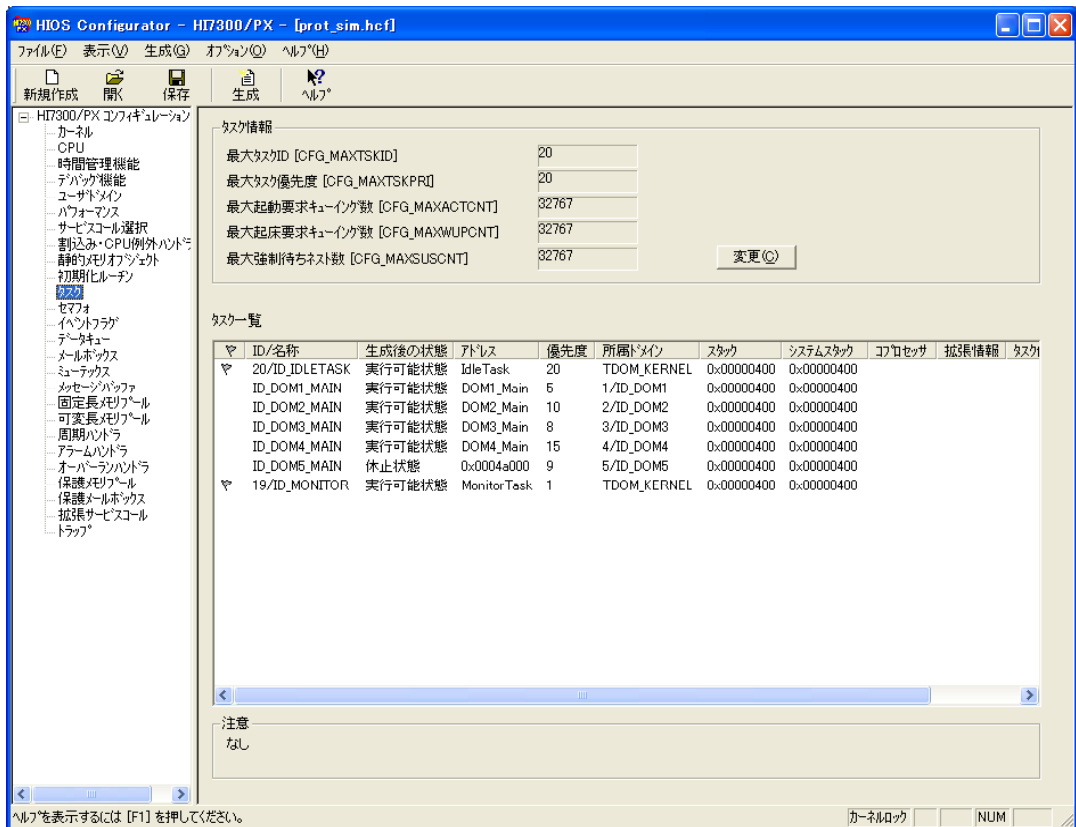 HIOS Configurator - HI7300/PX - [prot_sim.hcf]
ファイル(F) 表示(V) 生成(G) オプション(O) ヘルプ(H)
新規作成 開く 保存 生成 ヘルプ
HI7300/PX コンフィギュレーション
カーネル
CPU
時間管理機能
デバッグ機能
ユーザドメイン
パフォーマンス
サービスコール選択
割込み・CPU例外ハンドラ
静的メモリオブジェクト
初期化ルーチン
タスク
セマフォ
イベントフラグ
データキュー
メールボックス
ミューテックス
メッセージバッファ
固定長メモリプール
可変長メモリプール
周期ハンドラ
アラームハンドラ
オーバーランハンドラ
保護メモリプール
保護メールボックス
拡張サービスコール
トラップ
タスク情報
最大タスクID [CFG_MAXTSKID] 20
最大タスク優先度 [CFG_MAXTSKPRI] 20
最大起動要求キューイング数 [CFG_MAXACTCNT] 32767
最大起床要求キューイング数 [CFG_MAXWUPCNT] 32767
最大強制待ちネスト数 [CFG_MAXSUSCNT] 32767
変更(C)
タスク一覧
ID/名称 生成後の状態 アドレス 優先度 所属ドメイン スタック システムスタック コプロセッサ 拡張情報 タスク
20/ID_IDLETASK 実行可能状態 IdleTask 20 TDOM_KERNEL 0x00000400 0x00000400
ID_DOM1_MAIN 実行可能状態 DOM1_Main 5 1/ID_DOM1 0x00000400 0x00000400
ID_DOM2_MAIN 実行可能状態 DOM2_Main 10 2/ID_DOM2 0x00000400 0x00000400
ID_DOM3_MAIN 実行可能状態 DOM3_Main 8 3/ID_DOM3 0x00000400 0x00000400
ID_DOM4_MAIN 実行可能状態 DOM4_Main 15 4/ID_DOM4 0x00000400 0x00000400
ID_DOM5_MAIN 休止状態 0x0004a000 9 5/ID_DOM5 0x00000400 0x00000400
19/ID_MONITOR 実行可能状態 MonitorTask 1 TDOM_KERNEL 0x00000400 0x00000400
注意
なし
ヘルプを表示するには [F1] を押してください。 カーネルロック NUM